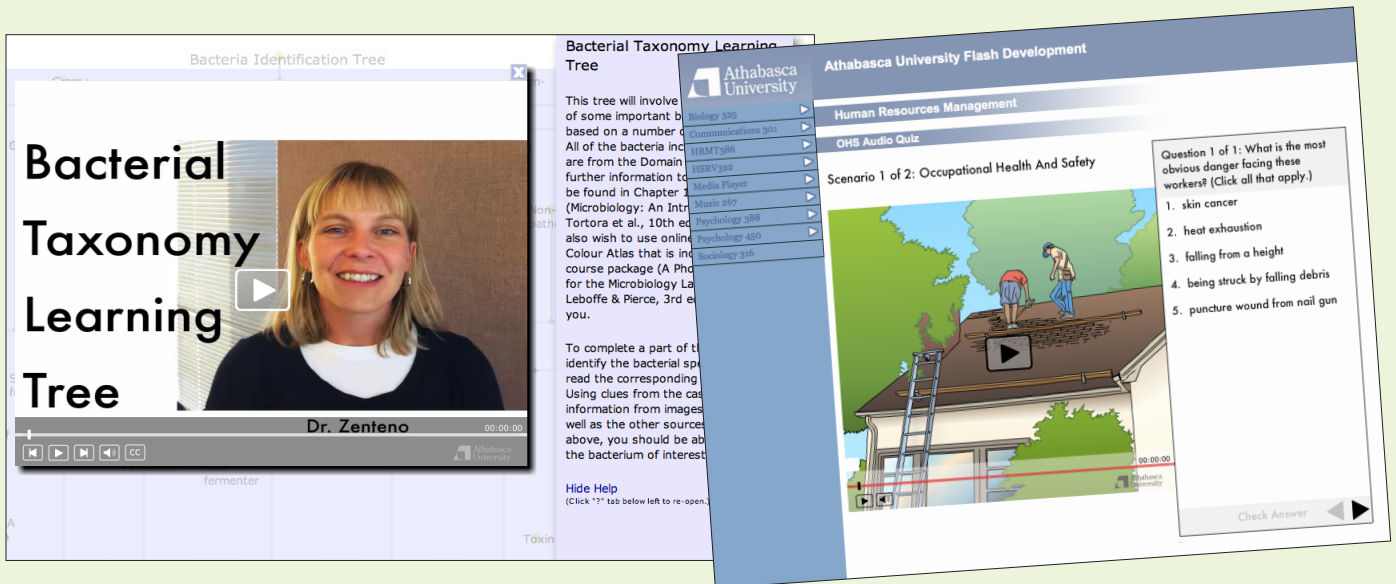 Bacteria Identification Tree
Bacterial
Taxonomy
Learning
Tree
Dr. Zenteno
00:00:00
CC
Athabasca
University
fermenter
Bacterial Taxonomy Learning
Tree
This tree will involve
of some important b
based on a number o
All of the bacteria inc
are from the Domain
further information to
be found in Chapter 1
(Microbiology: An Intr
Tortora et al., 10th ed
also wish to use online
Colour Atlas that is inc
course package (A Pho
for the Microbiology La
Leboffe & Pierce, 3rd e
you.
To complete a part of t
identify the bacterial spe
read the corresponding
Using clues from the cas
information from images
well as the other sources
above, you should be ab
the bacterium of interest
Hide Help
(Click "?" tab below left to re-open.)
Toxin
Athabasca
University
Athabasca University Flash Development
Human Resources Management
OHS Audio Quiz
Biology 325
Communications 301
HRMT386
HSRV322
Media Player
Music 267
Psychology 388
Psychology 450
Sociology 316
Scenario 1 of 2: Occupational Health And Safety
00:00:00
Athabasca
University
Question 1 of 1: What is the most
obvious danger facing these
workers? (Click all that apply.)
1. skin cancer
2. heat exhaustion
3. falling from a height
4. being struck by falling debris
5. puncture wound from nail gun
Check Answer